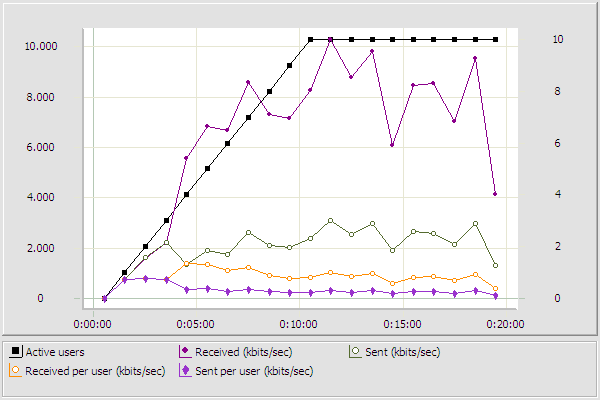 10.000 10
8.000 8
6.000 6
4.000 4
2.000 2
0 0
0:00:00 0:05:00 0:10:00 0:15:00 0:20:00
Active users Received (kbits/sec) Sent (kbits/sec)
Received per user (kbits/sec) Sent per user (kbits/sec)